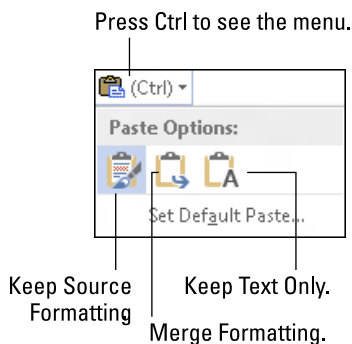 Press Ctrl to see the menu.
(Ctrl)
Paste Options:
A
Set Default Paste...
Keep Source
Formatting
Keep Text Only.
Merge Formatting.